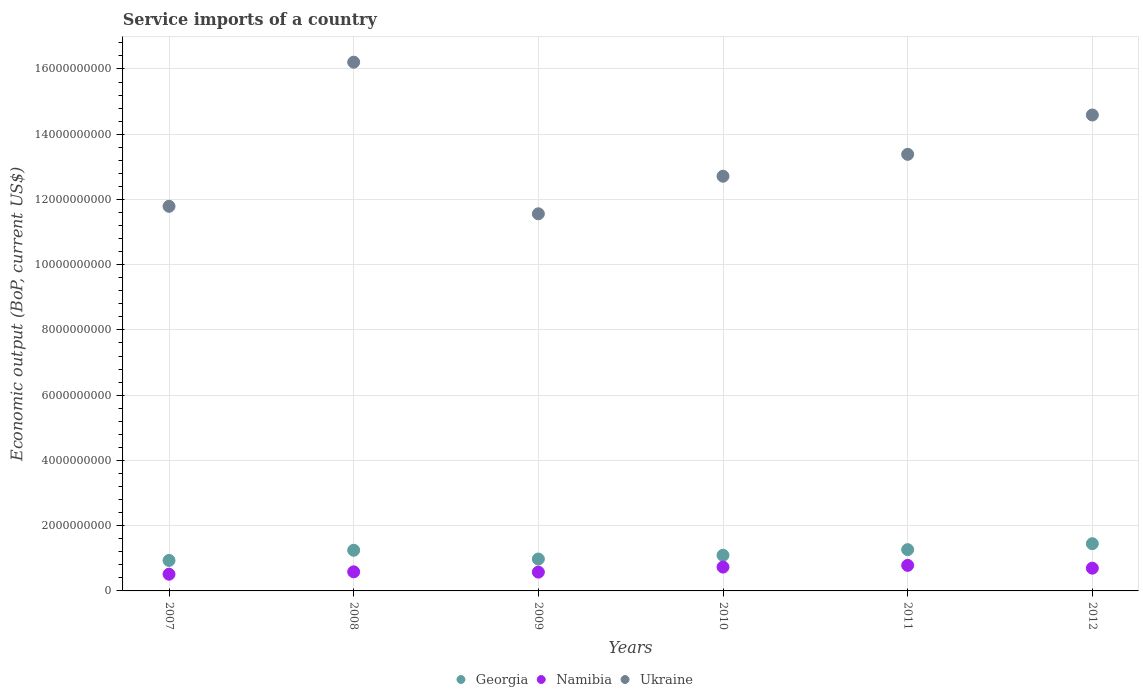 Service imports of a country
Economic output (BoP, current US$)
16000000000
14000000000
12000000000
10000000000
8000000000
6000000000
4000000000
2000000000
0
2007
2008
2009
2010
2011
2012
Years
Georgia
Namibia
Ukraine